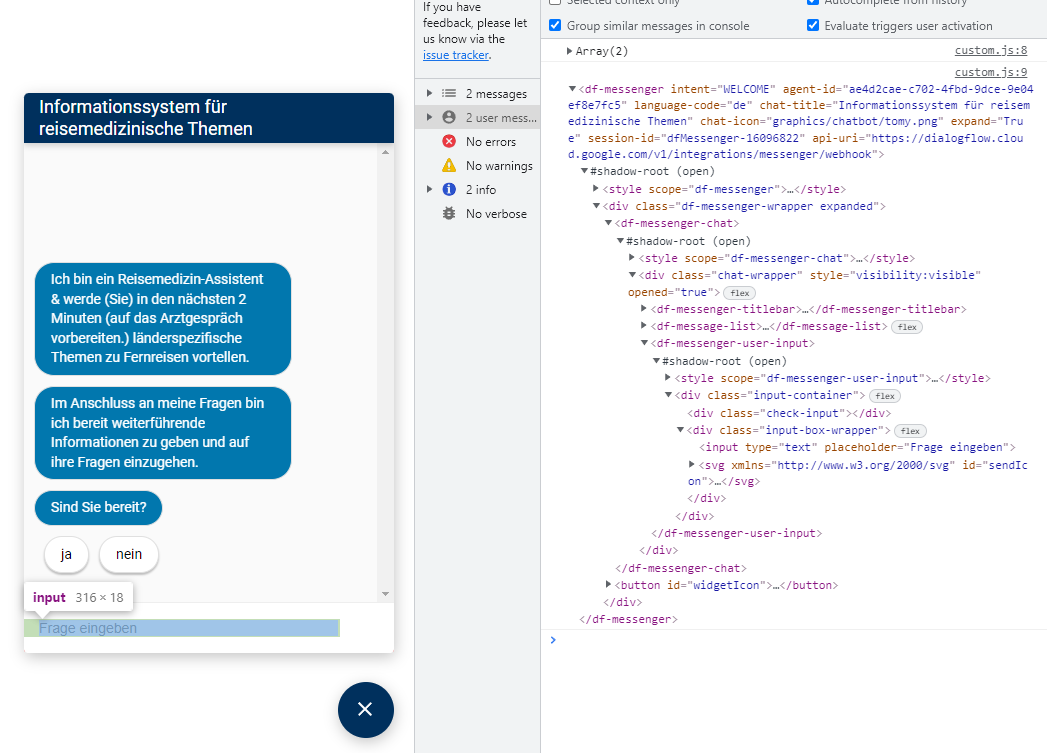 Informationssystem für
reisemedizinische Themen
Ich bin ein Reisemedizin-Assistent
& werde (Sie) in den nächsten 2
Minuten (auf das Arztgespräch
vorbereiten.) länderspezifische
Themen zu Fernreisen vortellen.
Im Anschluss an meine Fragen bin
ich bereit weiterführende
Informationen zu geben und auf
ihre Fragen einzugehen.
Sind Sie bereit?
ja
nein
input 316 × 18
Frage eingeben
If you have
feedback, please let
us know via the
issue tracker.
2 messages
2 user mess...
No errors
No warnings
2 info
No verbose
Selected context only
Autocomplete from history
Group similar messages in console
Evaluate triggers user activation
Array(2) custom.js:8
custom.js:9
<df-messenger intent="WELCOME" agent-id="ae4d2cae-c702-4fbd-9dce-9e04
ef8e7fc5" language-code="de" chat-title="Informationssystem für reisem
edizinische Themen" chat-icon="graphics/chatbot/tomy.png" expand="Tru
e" session-id="dfMessenger-16096822" api-uri="https://dialogflow.clou
d.google.com/v1/integrations/messenger/webhook">
#shadow-root (open)
<style scope="df-messenger">…</style>
<div class="df-messenger-wrapper expanded">
<df-messenger-chat>
#shadow-root (open)
<style scope="df-messenger-chat">…</style>
<div class="chat-wrapper" style="visibility:visible"
opened="true"> flex
<df-messenger-titlebar>…</df-messenger-titlebar>
<df-message-list>…</df-message-list> flex
<df-messenger-user-input>
#shadow-root (open)
<style scope="df-messenger-user-input">…</style>
<div class="input-container"> flex
<div class="check-input"></div>
<div class="input-box-wrapper"> flex
<input type="text" placeholder="Frage eingeben">
<svg xmlns="http://www.w3.org/2000/svg" id="sendIc
on">…</svg>
</div>
</div>
</df-messenger-user-input>
</div>
</df-messenger-chat>
<button id="widgetIcon">…</button>
</div>
</df-messenger>